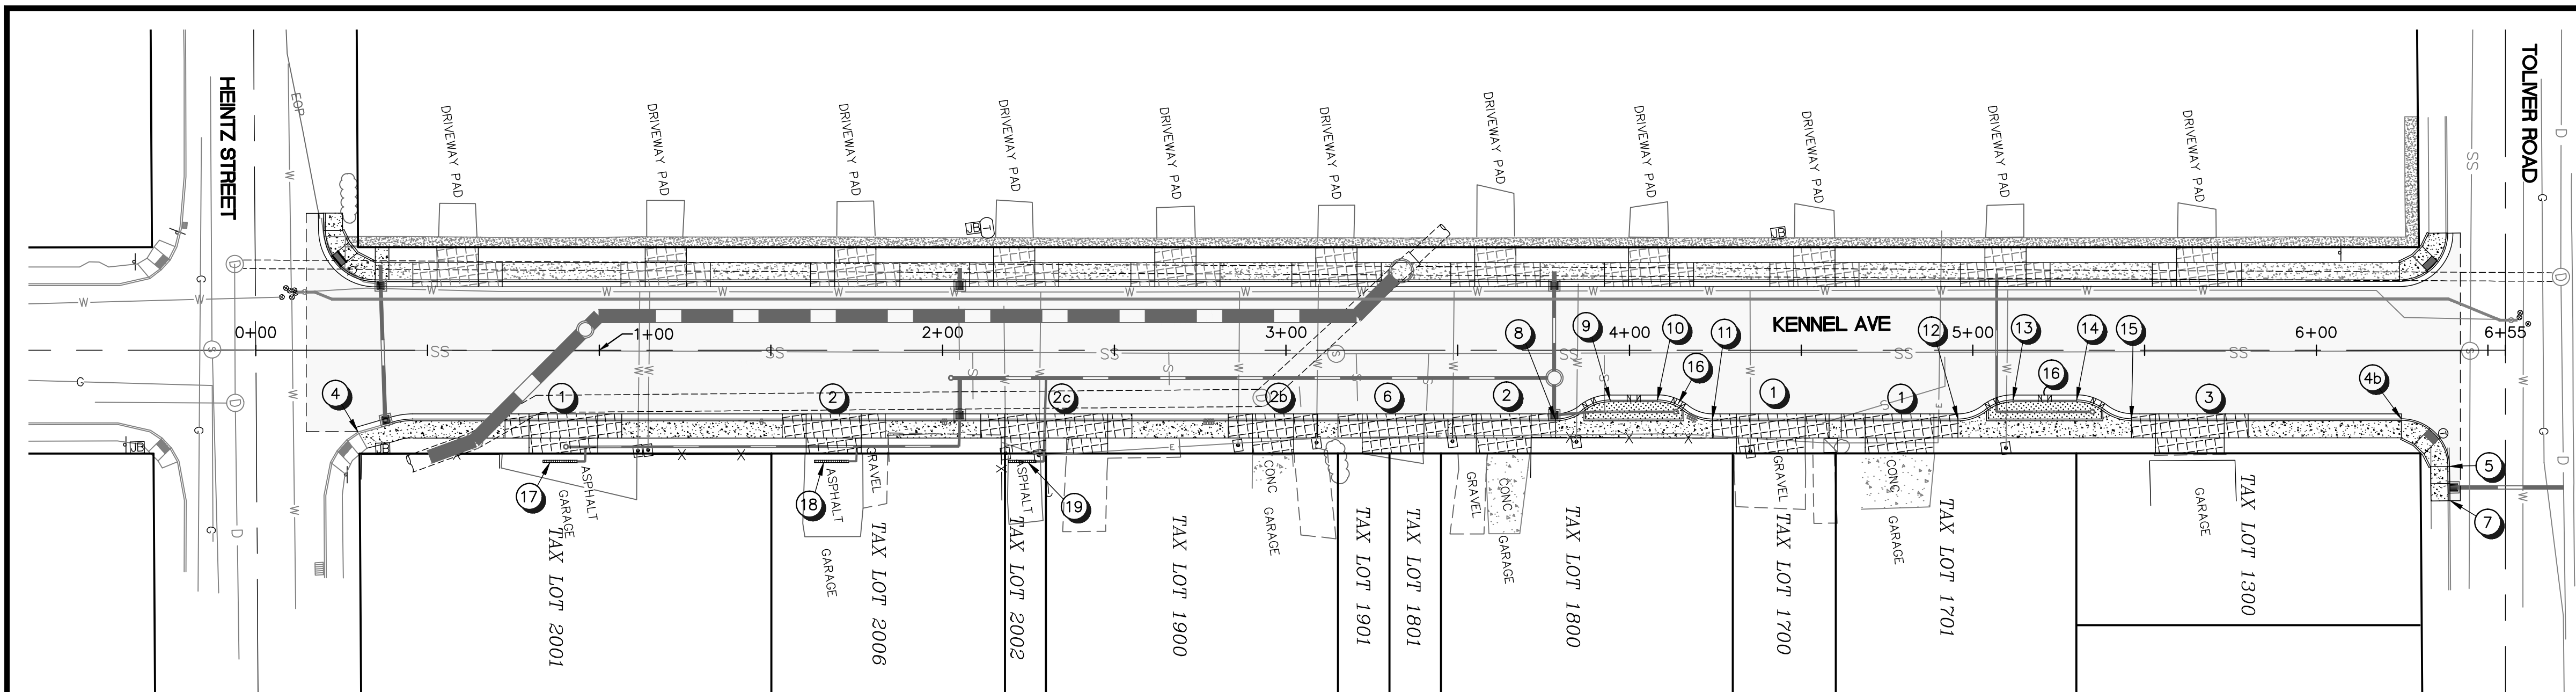 HEINTZ STREET
EOP
DRIVEWAY PAD
DRIVEWAY PAD
DRIVEWAY PAD
DRIVEWAY PAD
DRIVEWAY PAD
DRIVEWAY PAD
DRIVEWAY PAD
DRIVEWAY PAD
DRIVEWAY PAD
DRIVEWAY PAD
DRIVEWAY PAD
TOLIVER ROAD
JB
T
JB
0+00
1+00
2+00
3+00
4+00
KENNEL AVE
5+00
6+00
6+55
8
9
10
11
12
13
14
15
16
16
4
1
2
2c
2b
6
2
1
1
3
4b
5
7
17
18
19
JB
JB
SS
SS
SS
SS
SS
SS
SS
ASPHALT
GARAGE
GRAVEL
ASPHALT
GARAGE
ASPHALT
CONC
GARAGE
GRAVEL
CONC
GARAGE
GRAVEL
CONC
GARAGE
GARAGE
TAX LOT 2001
TAX LOT 2006
TAX LOT 2002
TAX LOT 1900
TAX LOT 1901
TAX LOT 1801
TAX LOT 1800
TAX LOT 1700
TAX LOT 1701
TAX LOT 1300